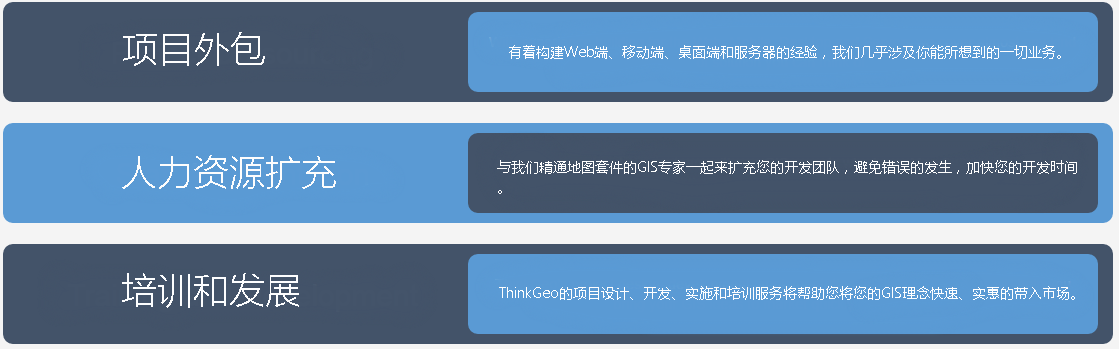 项目外包
有着构建Web端、移动端、桌面端和服务器的经验，我们几乎涉及你能所想到的一切业务。
人力资源扩充
与我们精通地图套件的GIS专家一起来扩充您的开发团队，避免错误的发生，加快您的开发时间
。
培训和发展
ThinkGeo的项目设计、开发、实施和培训服务将帮助您将您的GIS理念快速、实惠的带入市场。